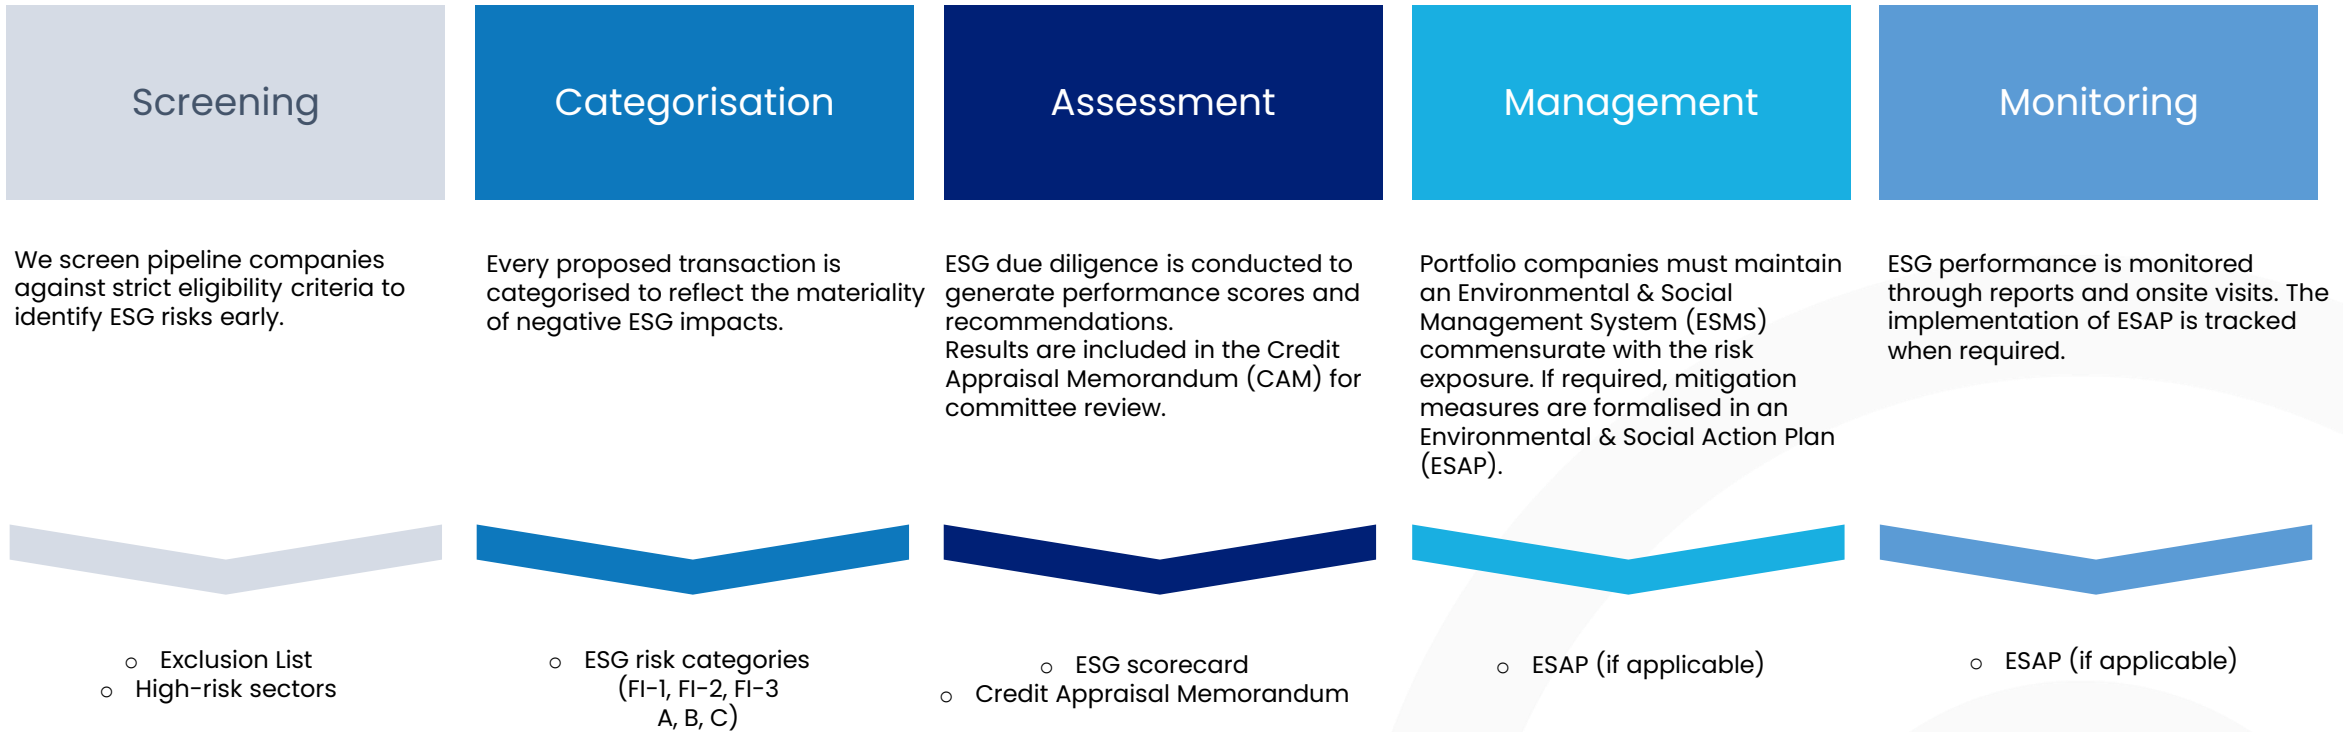 Screening
Categorisation
Assessment
Management
Monitoring
We screen pipeline companies
against strict eligibility criteria to
identify ESG risks early.
Every proposed transaction is
categorised to reflect the materiality
of negative ESG impacts.
ESG due diligence is conducted to
generate performance scores and
recommendations.
Results are included in the Credit
Appraisal Memorandum (CAM) for
committee review.
Portfolio companies must maintain
an Environmental & Social
Management System (ESMS)
commensurate with the risk
exposure. If required, mitigation
measures are formalised in an
Environmental & Social Action Plan
(ESAP).
ESG performance is monitored
through reports and onsite visits. The
implementation of ESAP is tracked
when required.
o Exclusion List
o High-risk sectors
o ESG risk categories
(FI-1, FI-2, FI-3
A, B, C)
o ESG scorecard
o Credit Appraisal Memorandum
o ESAP (if applicable)
o ESAP (if applicable)